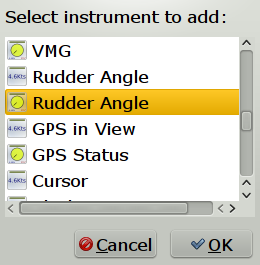 Select instrument to add:
VMG
4.6Kts Rudder Angle
Rudder Angle
4.6Kts GPS in View
GPS Status
4.6Kts Cursor
Cancel OK